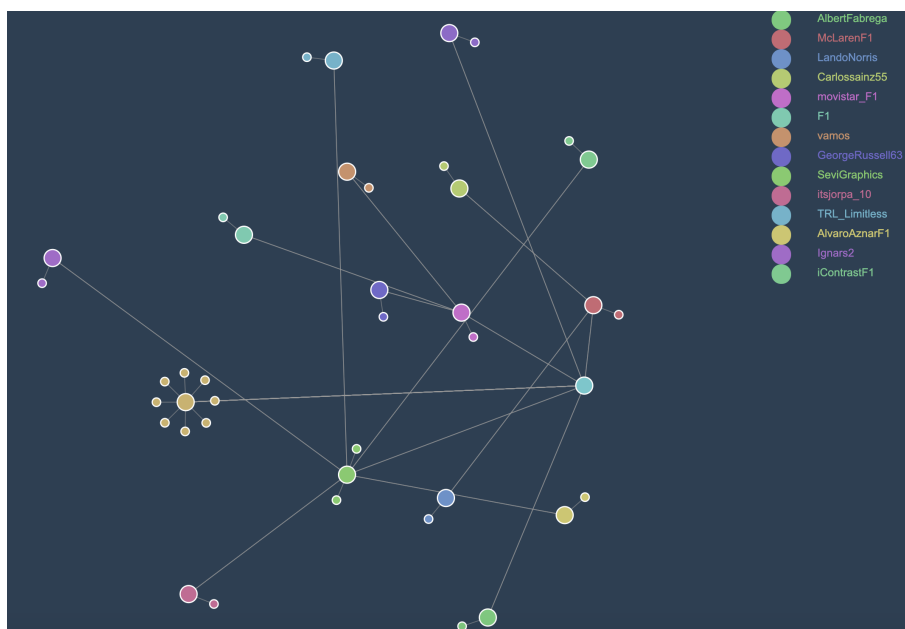 AlbertFabrega
McLarenF1
LandoNorris
Carlossainz55
movistar_F1
F1
vamos
GeorgeRussell63
SeviGraphics
itsjorpa_10
TRL_Limitless
AlvaroAznarF1
Ignars2
iContrastF1